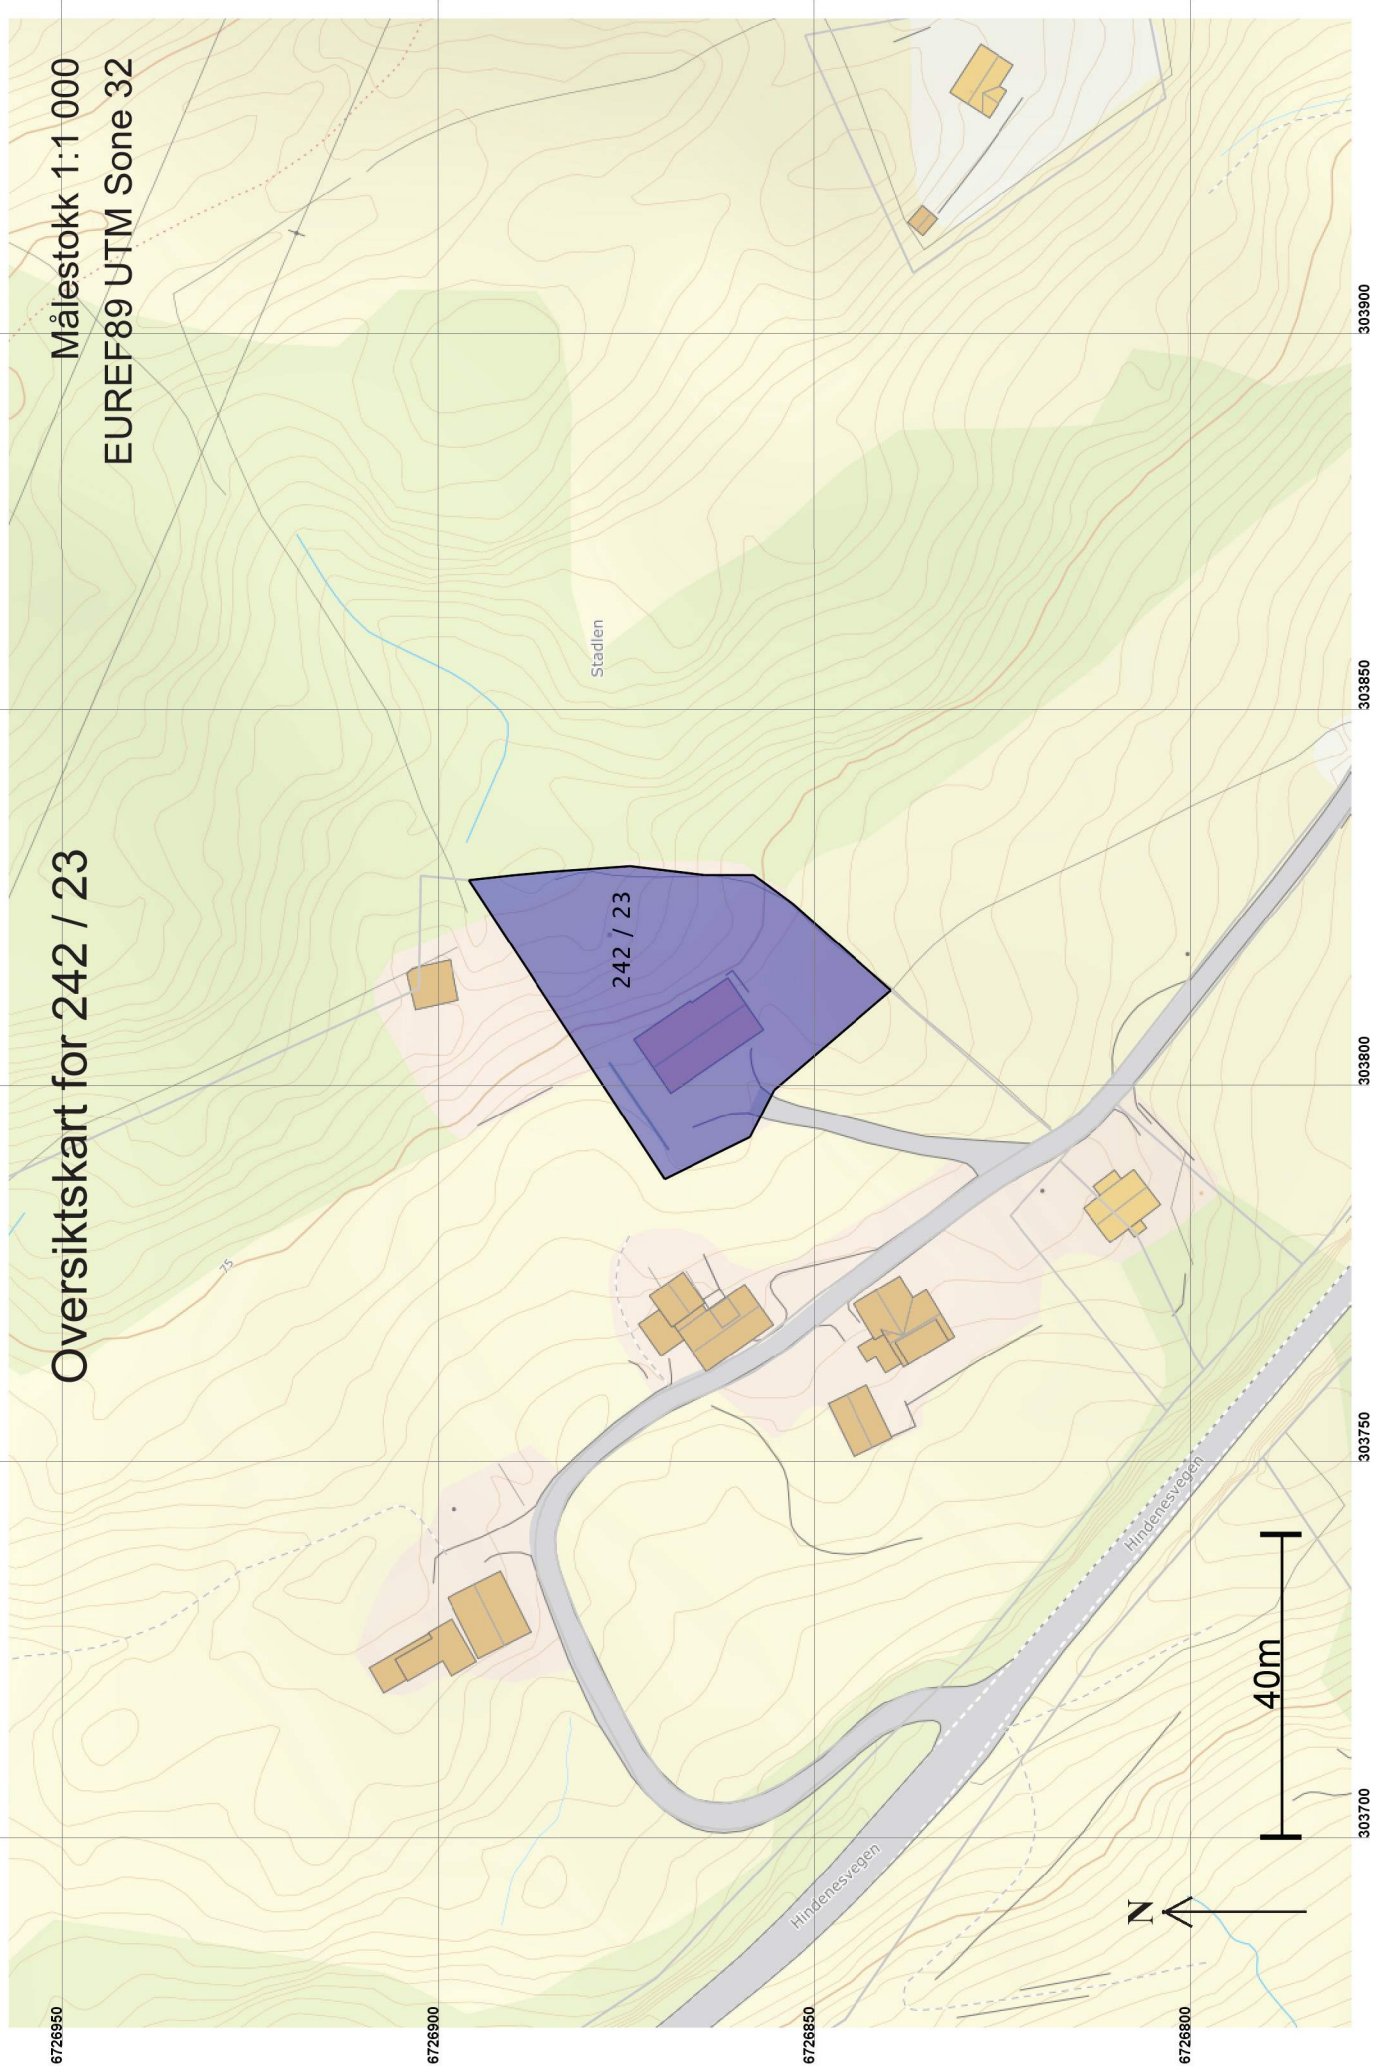 Oversiktskart for 242 / 23
Målestokk 1:1 000
EUREF89 UTM Sone 32
75
Stadlen
242 / 23
Hindenesvegen
Hindenesvegen
40m
N
6726950
6726900
6726850
6726800
303700
303750
303800
303850
303900